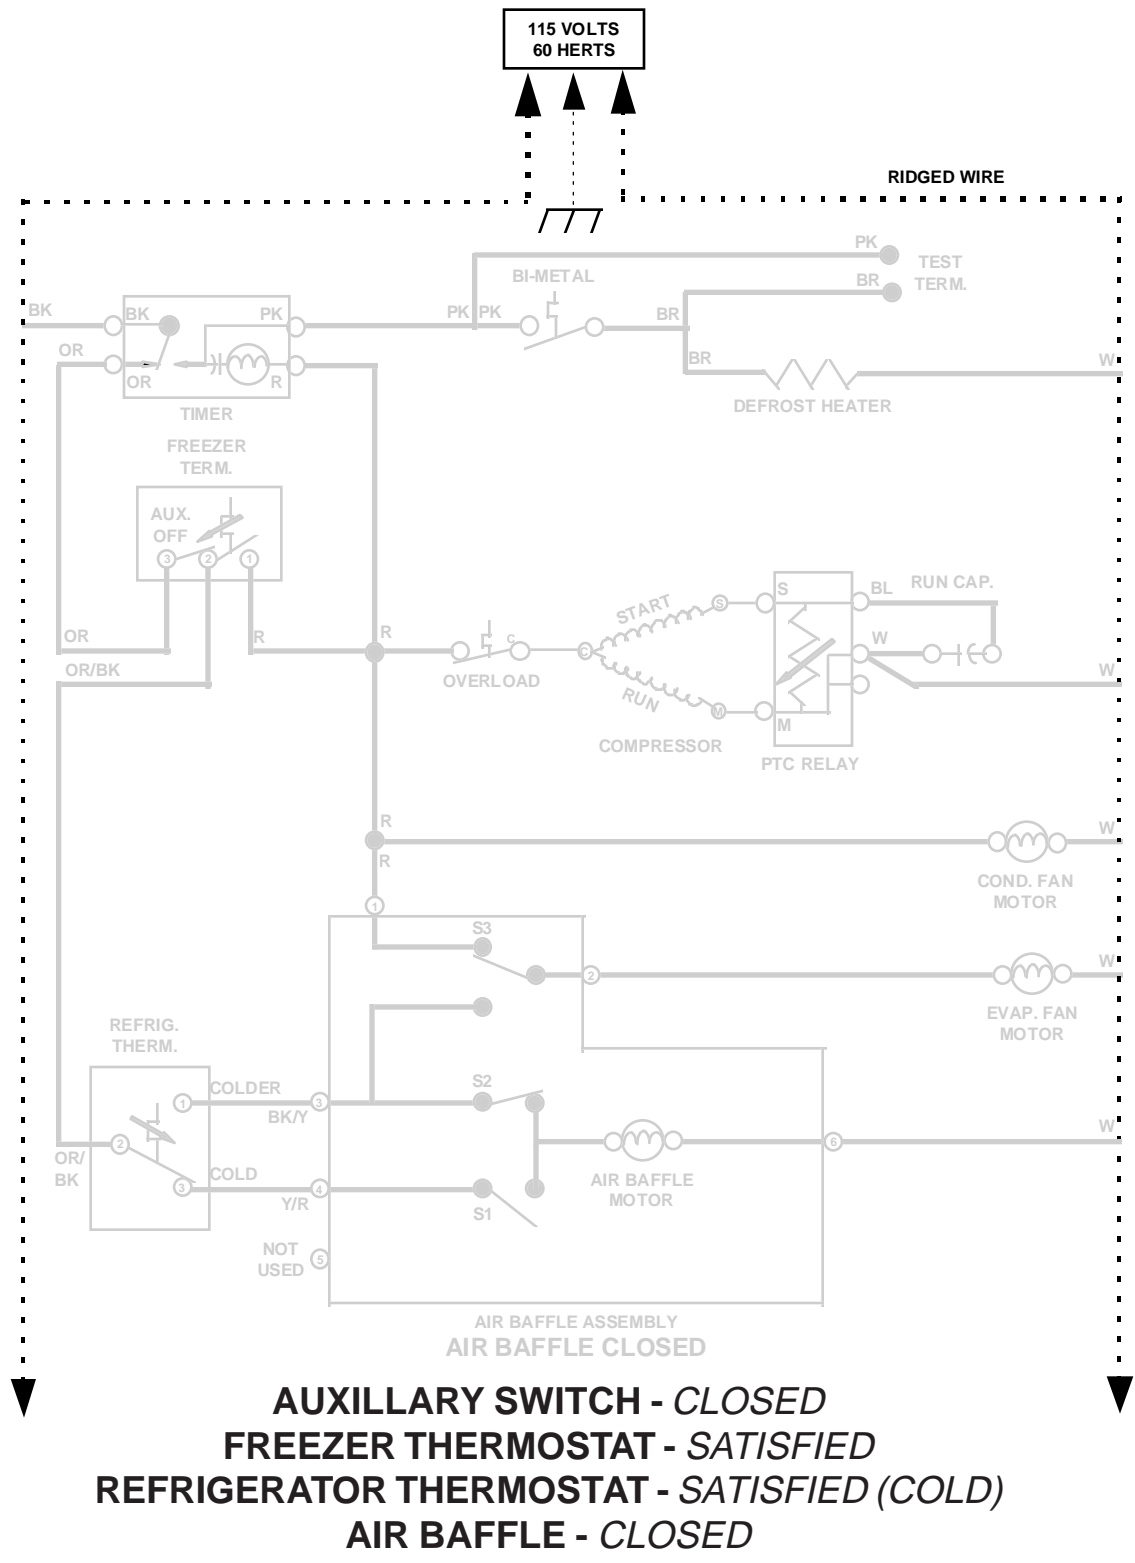 115 VOLTS
60 HERTS
RIDGED WIRE
PK
TEST
TERM.
BR
BI-METAL
BK
BK
PK
PK PK
BR
OR
OR
R
BR
W
TIMER
DEFROST HEATER
FREEZER
TERM.
AUX.
OFF
3
2
1
START
S
S
BL
RUN CAP.
OR
R
R
C
C
W
OR/BK
OVERLOAD
RUN
M
M
W
COMPRESSOR
PTC RELAY
R
R
W
COND. FAN
MOTOR
1
S3
2
W
EVAP. FAN
MOTOR
REFRIG.
THERM.
1
COLDER
BK/Y
3
S2
2
OR/
BK
3
COLD
Y/R
4
S1
AIR BAFFLE
MOTOR
6
W
NOT
USED
5
AIR BAFFLE ASSEMBLY
AIR BAFFLE CLOSED
AUXILLARY SWITCH - CLOSED
FREEZER THERMOSTAT - SATISFIED
REFRIGERATOR THERMOSTAT - SATISFIED (COLD)
AIR BAFFLE - CLOSED